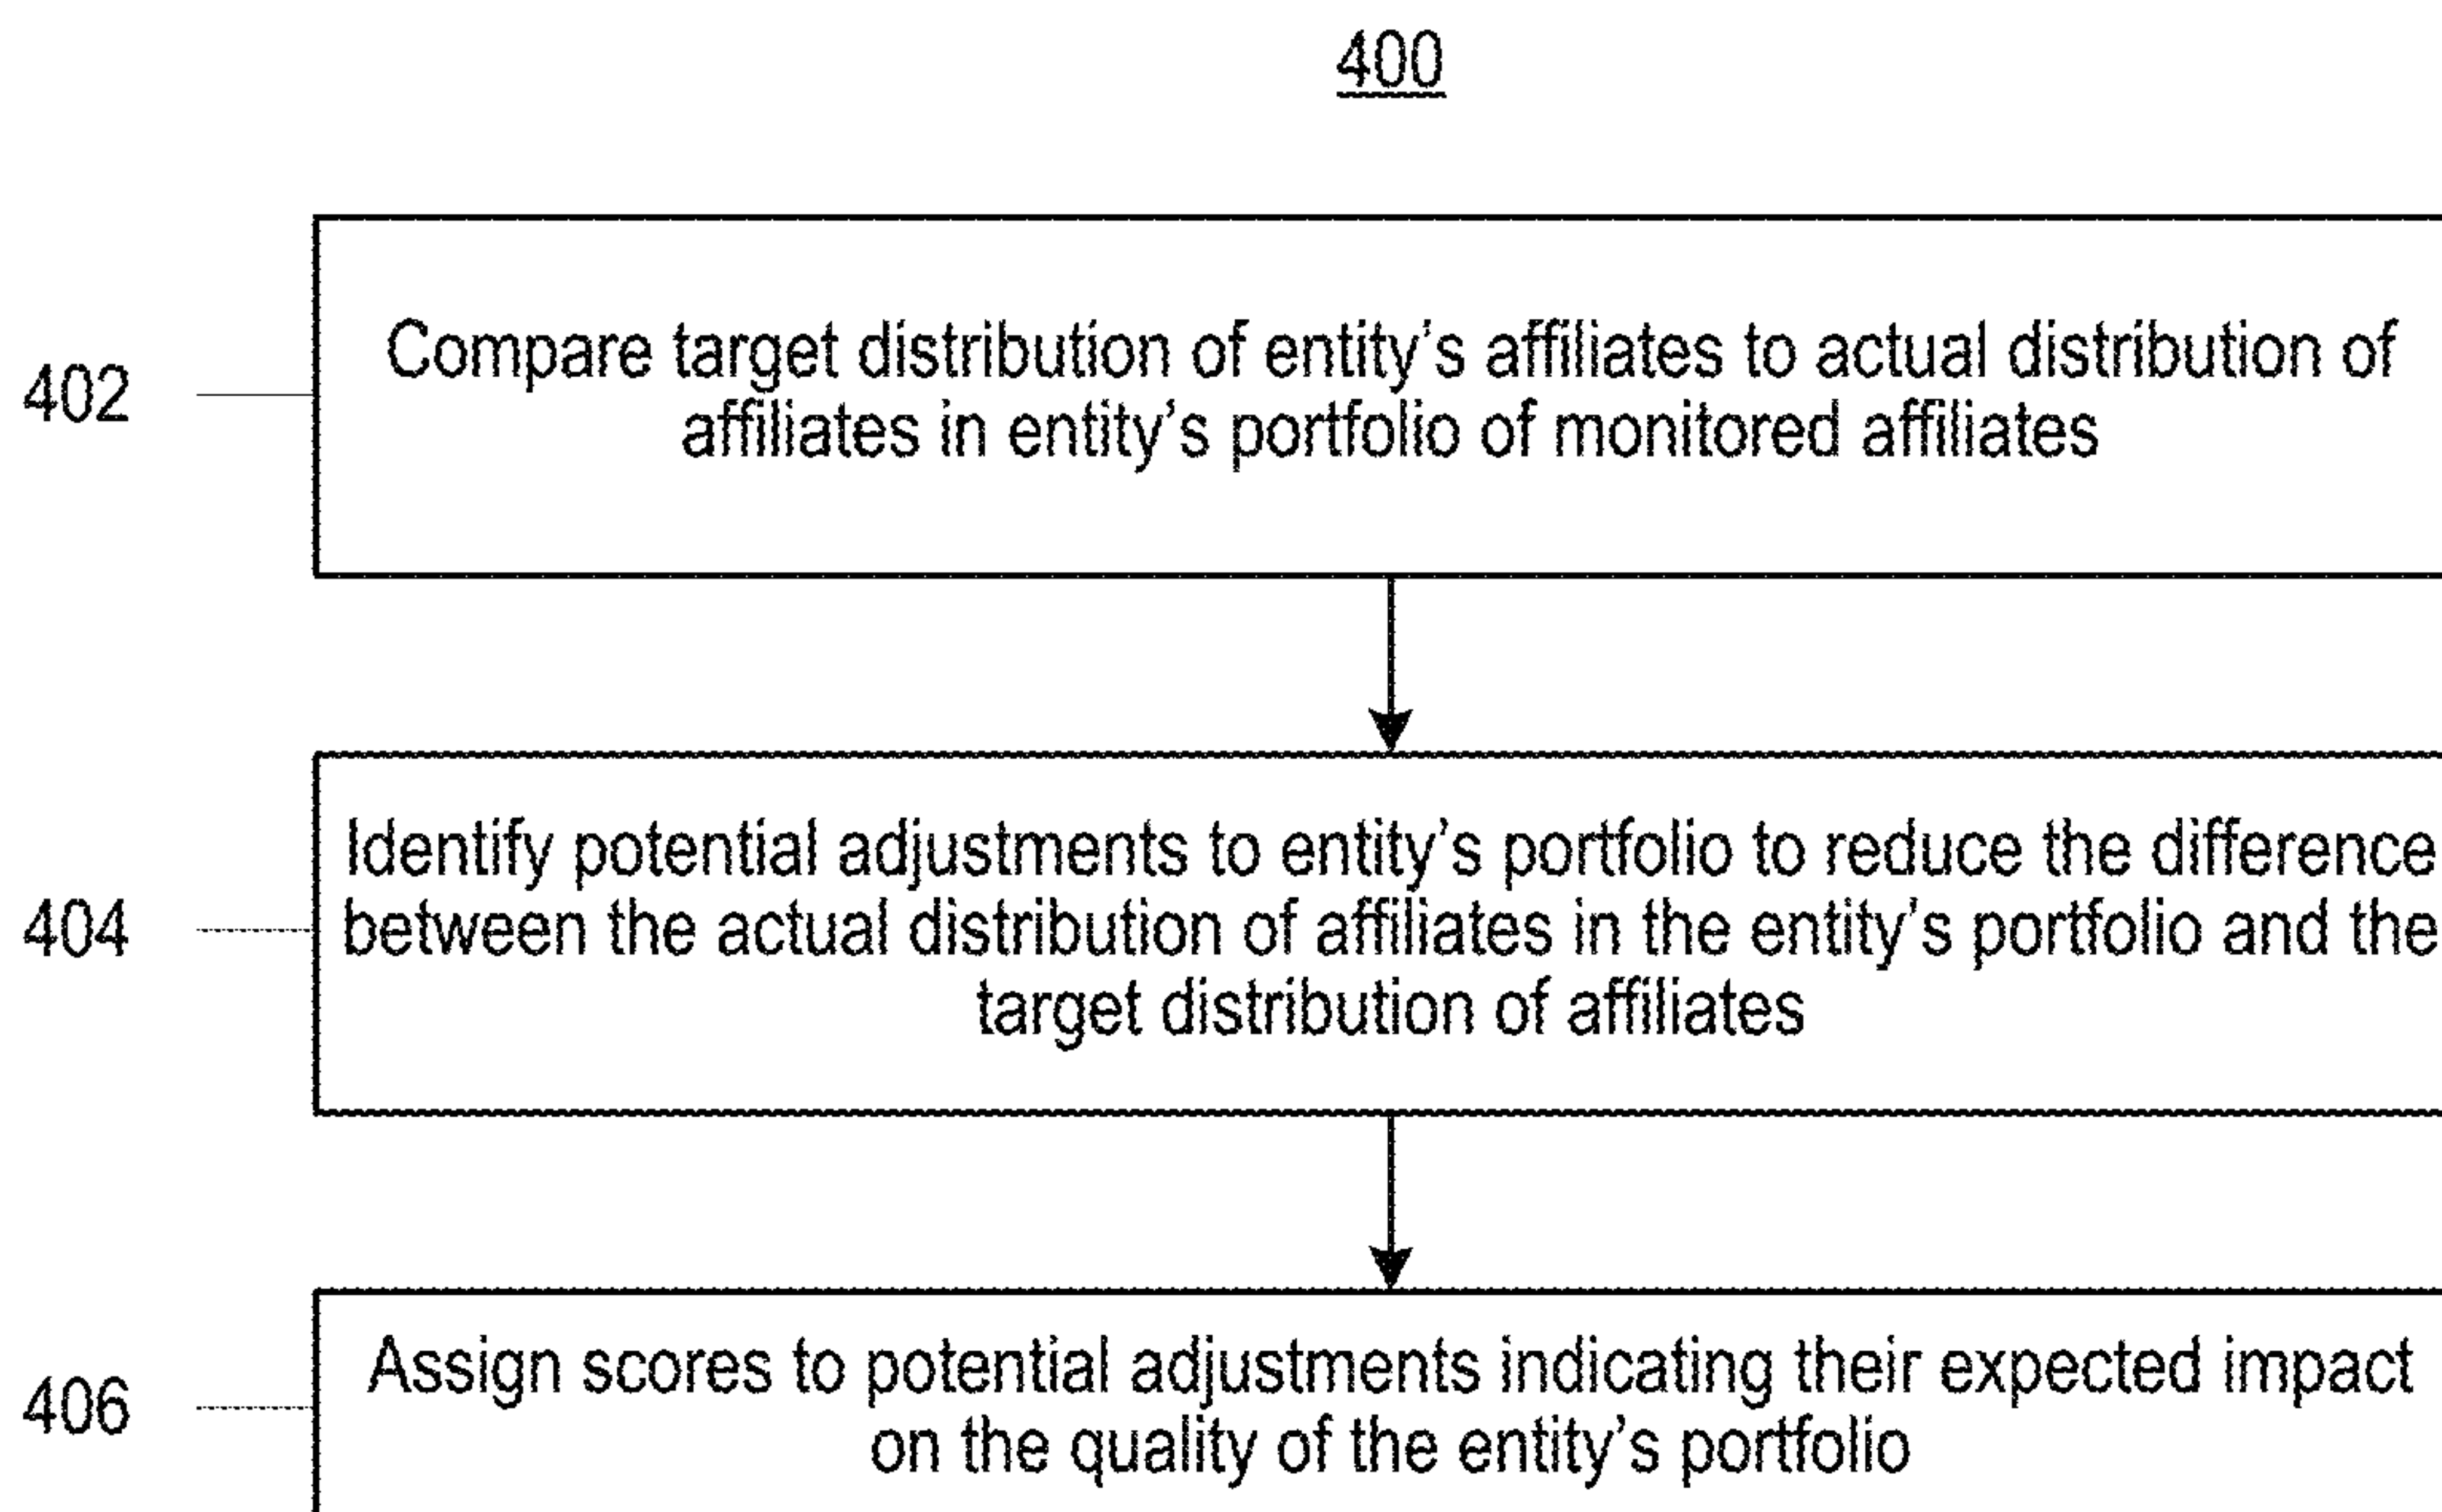 400
402
Compare target distribution of entity's affiliates to actual distribution of
affiliates in entity's portfolio of monitored affiliates
404
Identify potential adjustments to entity's portfolio to reduce the difference
between the actual distribution of affiliates in the entity's portfolio and the
target distribution of affiliates
406
Assign scores to potential adjustments indicating their expected impact
on the quality of the entity's portfolio